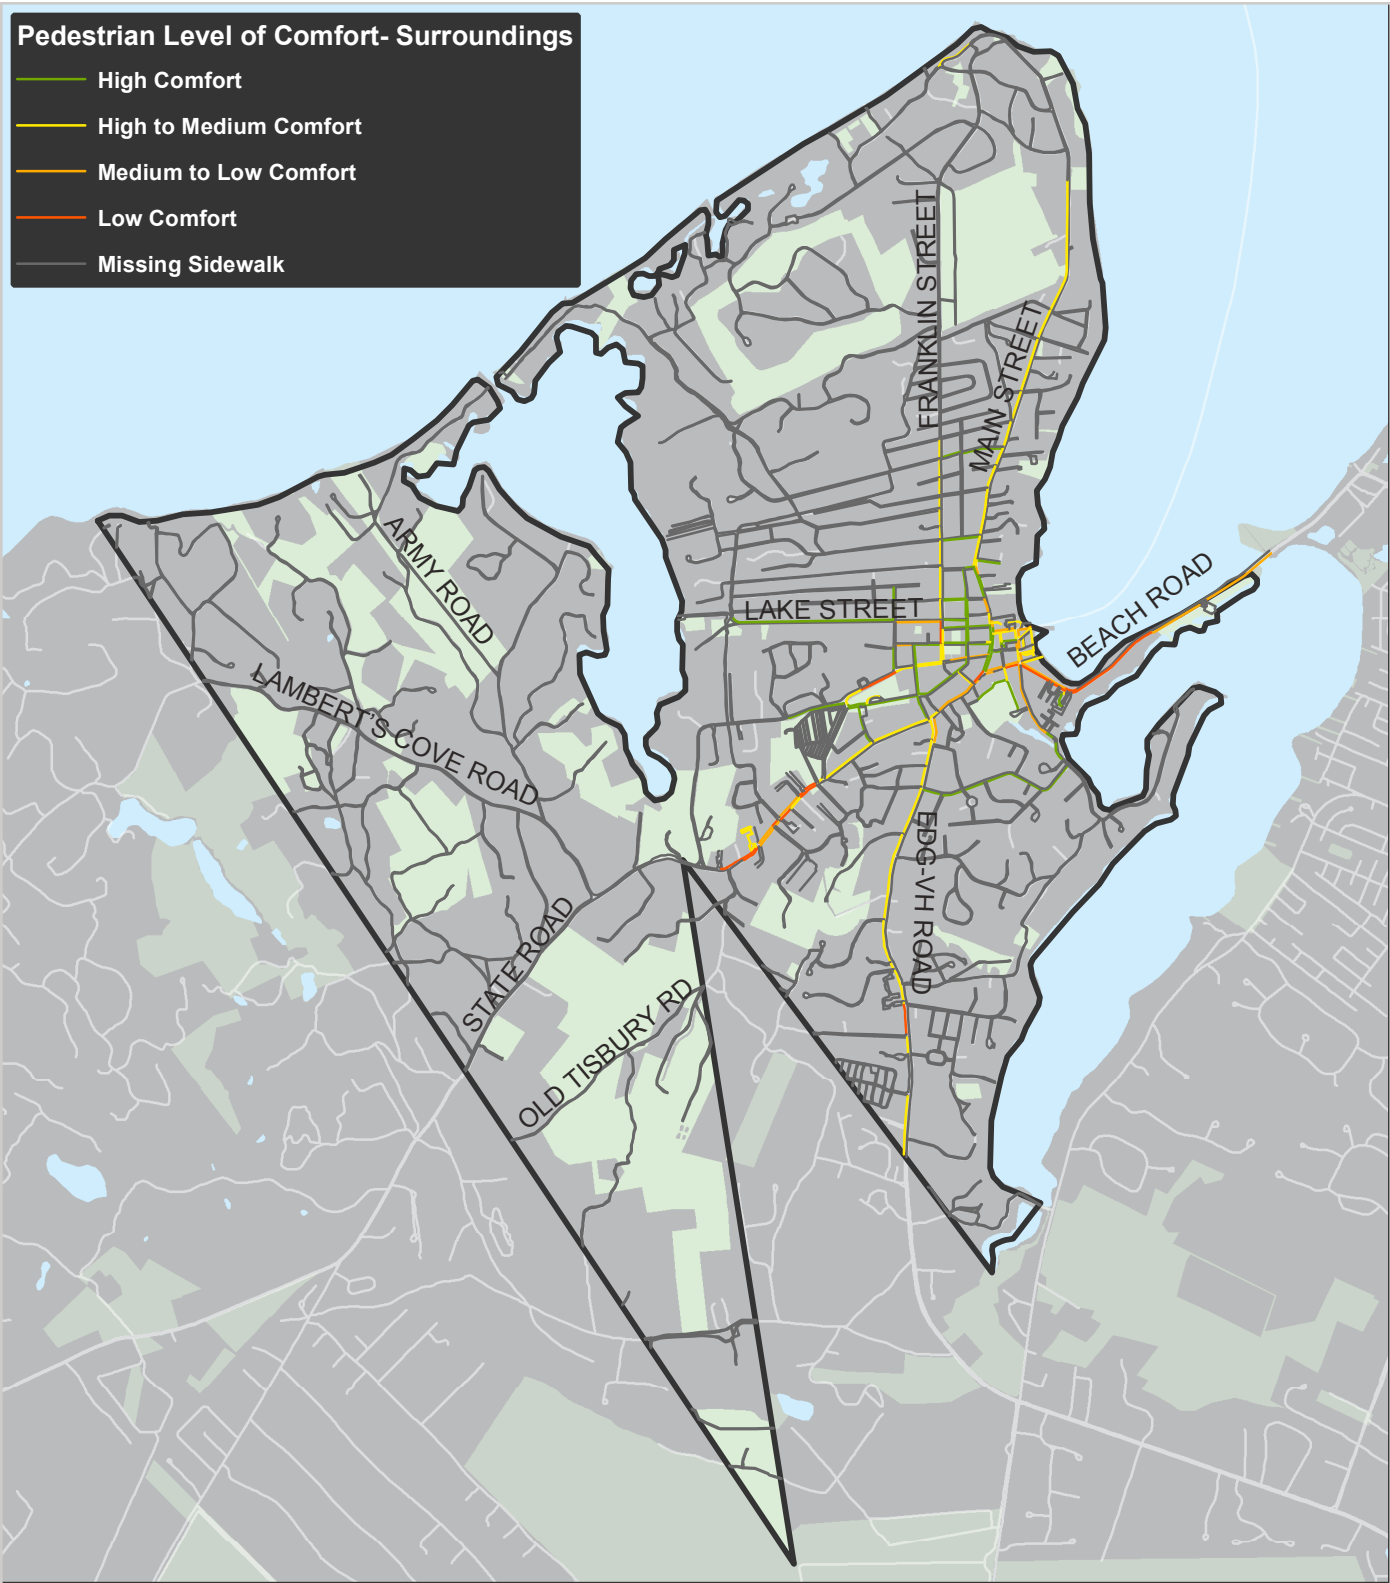 Pedestrian Level of Comfort- Surroundings
High Comfort
High to Medium Comfort
Medium to Low Comfort
Low Comfort
Missing Sidewalk
FRANKLIN STREET
MAIN STREET
ARMY ROAD
LAKE STREET
BEACH ROAD
LAMBERT'S COVE ROAD
EDG-VH ROAD
STATE ROAD
OLD TISBURY RD